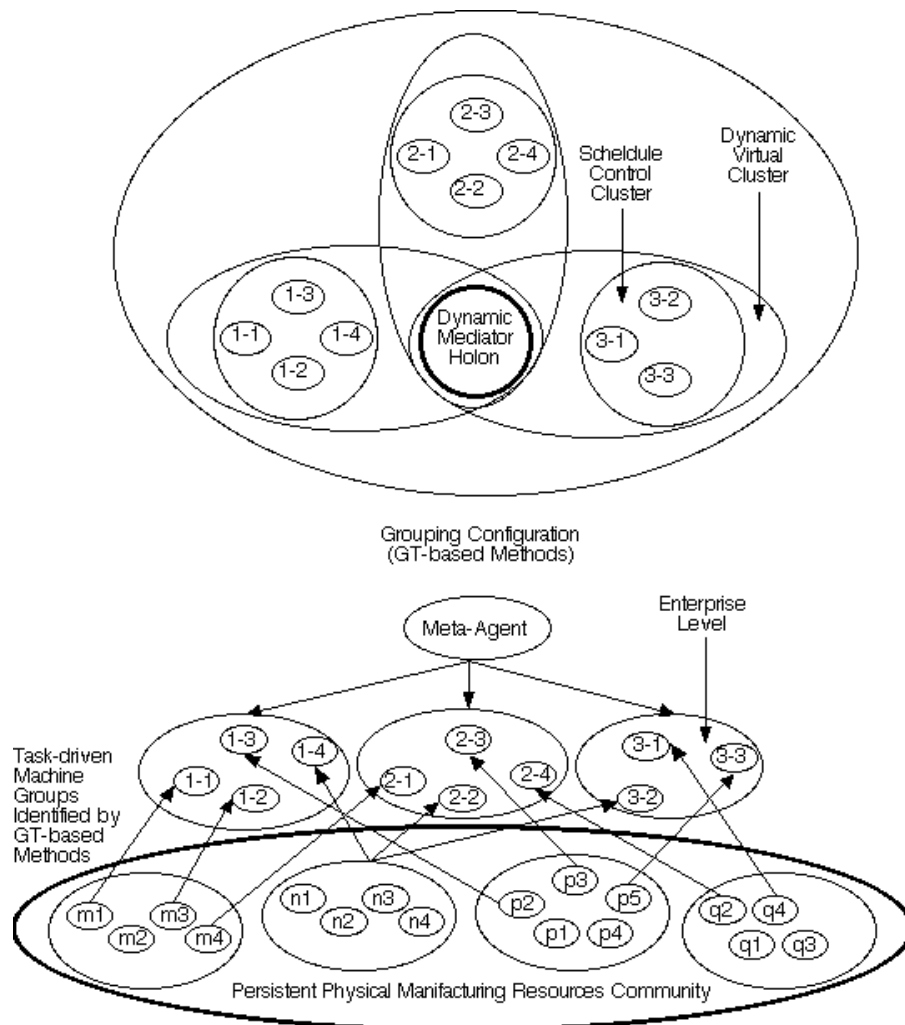 2-3
2-1
2-4
2-2
Scheldule
Control
Cluster
Dynamic
Virtual
Cluster
1-3
1-1
1-4
1-2
Dynamic
Mediator
Holon
3-2
3-1
3-3
Grouping Configuration
(GT-based Methods)
Meta-Agent
Enterprise
Level
Task-driven
Machine
Groups
Identified by
GT-based
Methods
1-3
1-4
1-1
1-2
2-3
2-1
2-4
2-2
3-1
3-3
3-2
m1
m3
m2
m4
n1
n3
n2
n4
p3
p2
p5
p1
p4
q2
q4
q1
q3
Persistent Physical Manifacturing Resources Community